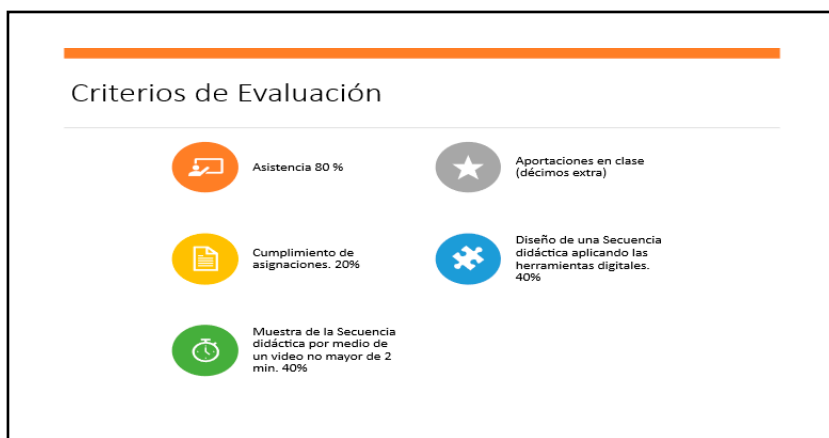 Criterios de Evaluación
Asistencia 80 %
Aportaciones en clase
(décimos extra)
Cumplimiento de
asignaciones. 20%
Diseño de una Secuencia
didáctica aplicando las
herramientas digitales.
40%
Muestra de la Secuencia
didáctica por medio de
un video no mayor de 2
min. 40%